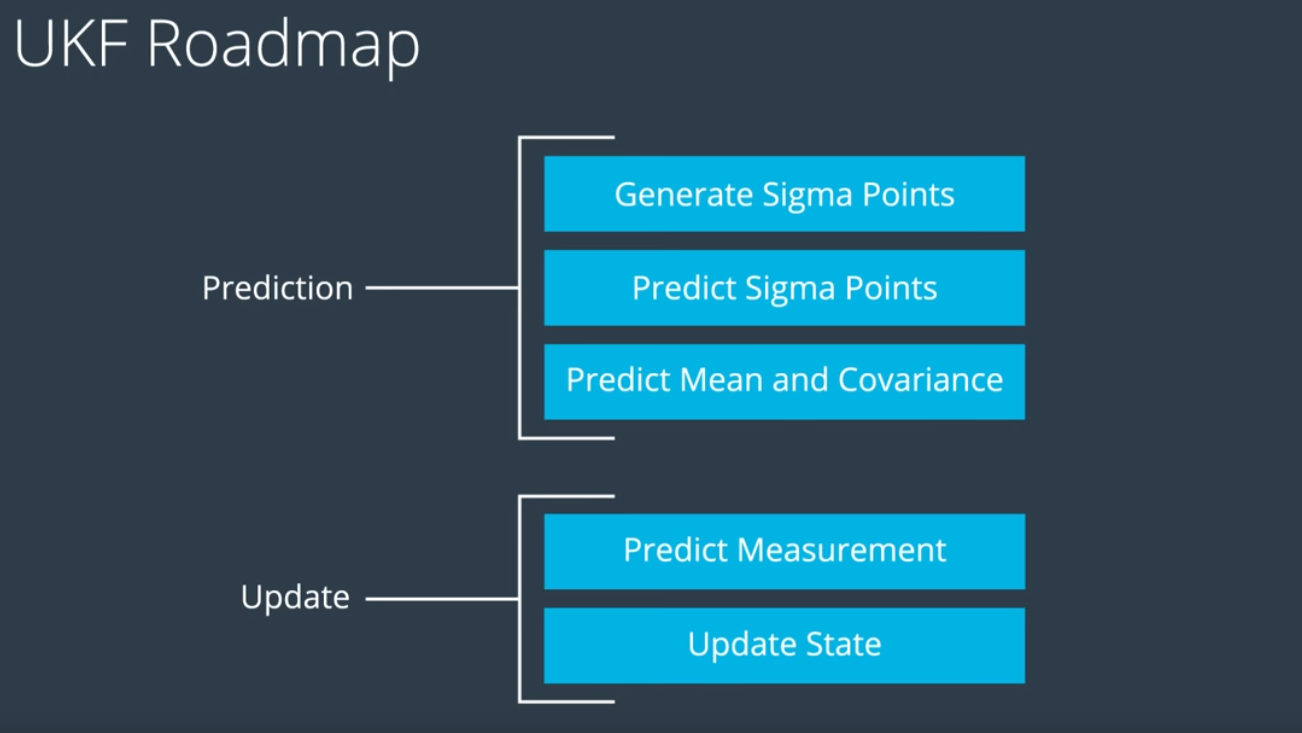 UKF Roadmap
Prediction
Generate Sigma Points
Predict Sigma Points
Predict Mean and Covariance
Update
Predict Measurement
Update State